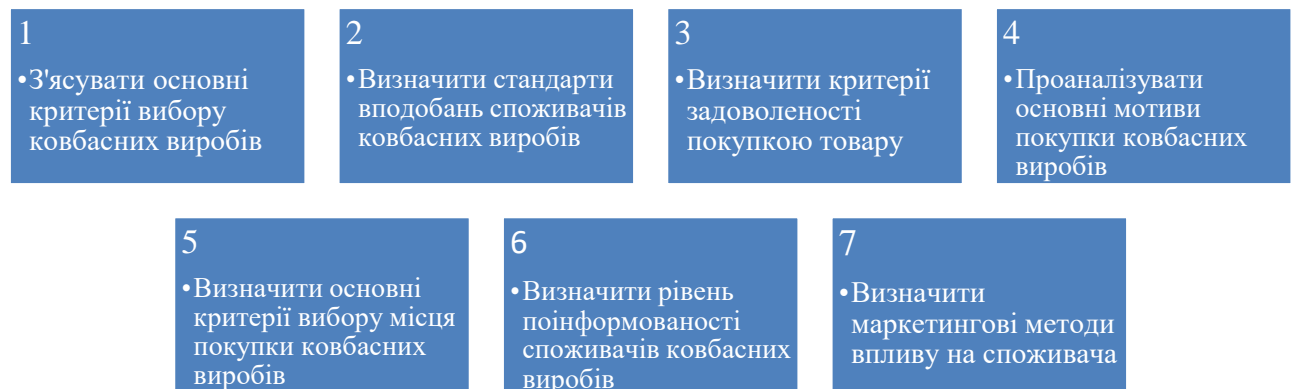 1
•З'ясувати основні
критерії вибору
ковбасних виробів
2
•Визначити стандарти
вподобань споживачів
ковбасних виробів
3
•Визначити критерії
задоволеності
покупкою товару
4
•Проаналізувати
основні мотиви
покупки ковбасних
виробів
5
•Визначити основні
критерії вибору місця
покупки ковбасних
виробів
6
•Визначити рівень
поінформованості
споживачів ковбасних
виробів
7
•Визначити
маркетингові методи
впливу на споживача